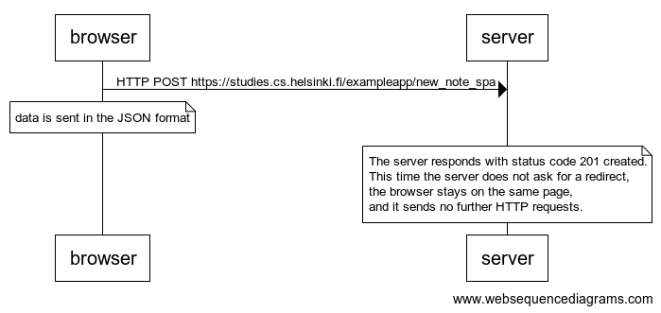 browser
server
HTTP POST https://studies.cs.helsinki.fi/exampleapp/new_note_spa
data is sent in the JSON format
The server responds with status code 201 created.
This time the server does not ask for a redirect,
the browser stays on the same page,
and it sends no further HTTP requests.
browser
server
www.websequencediagrams.com